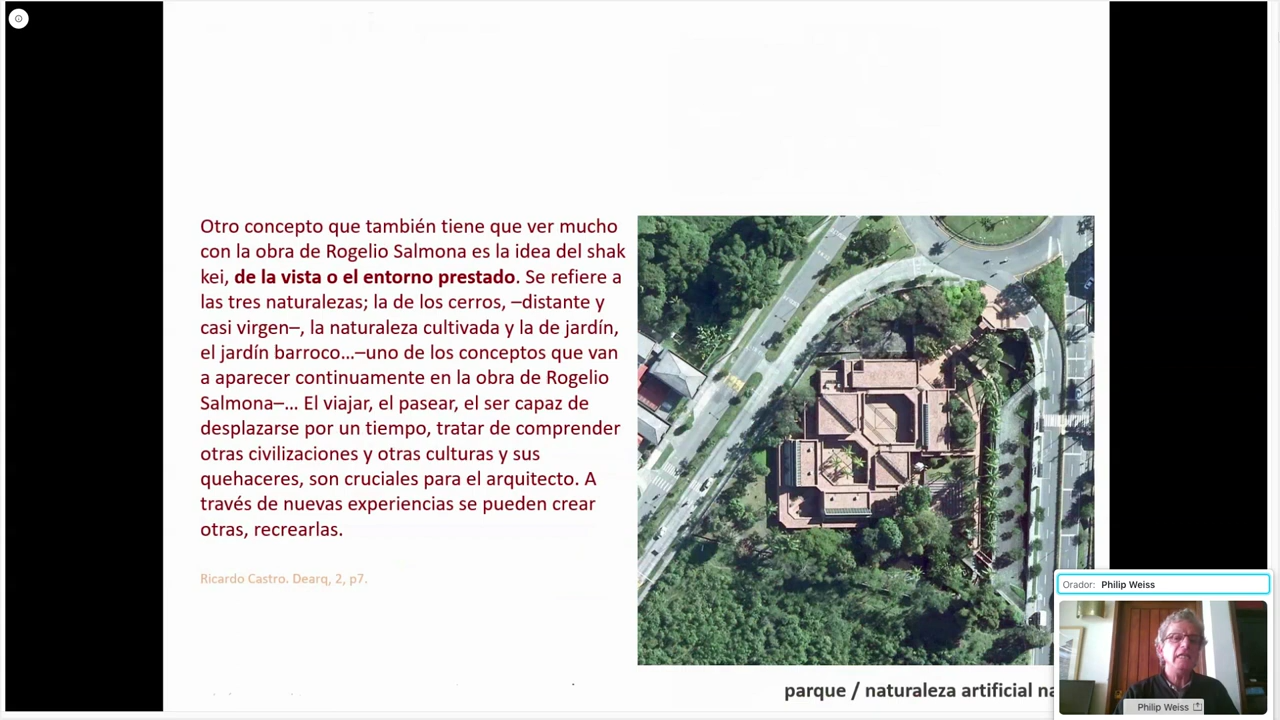 Otro concepto que también tiene que ver mucho
con la obra de Rogelio Salmona es la idea del shak
kei, de la vista o el entorno prestado. Se refiere a
las tres naturalezas; la de los cerros, –distante y
casi virgen–, la naturaleza cultivada y la de jardín,
el jardín barroco...–uno de los conceptos que van
a aparecer continuamente en la obra de Rogelio
Salmona–... El viajar, el pasear, el ser capaz de
desplazarse por un tiempo, tratar de comprender
otras civilizaciones y otras culturas y sus
quehaceres, son cruciales para el arquitecto. A
través de nuevas experiencias se pueden crear
otras, recrearlas.
Ricardo Castro. Dearq, 2, p7.
parque / naturaleza artificial na
Orador: Philip Weiss
Philip Weiss